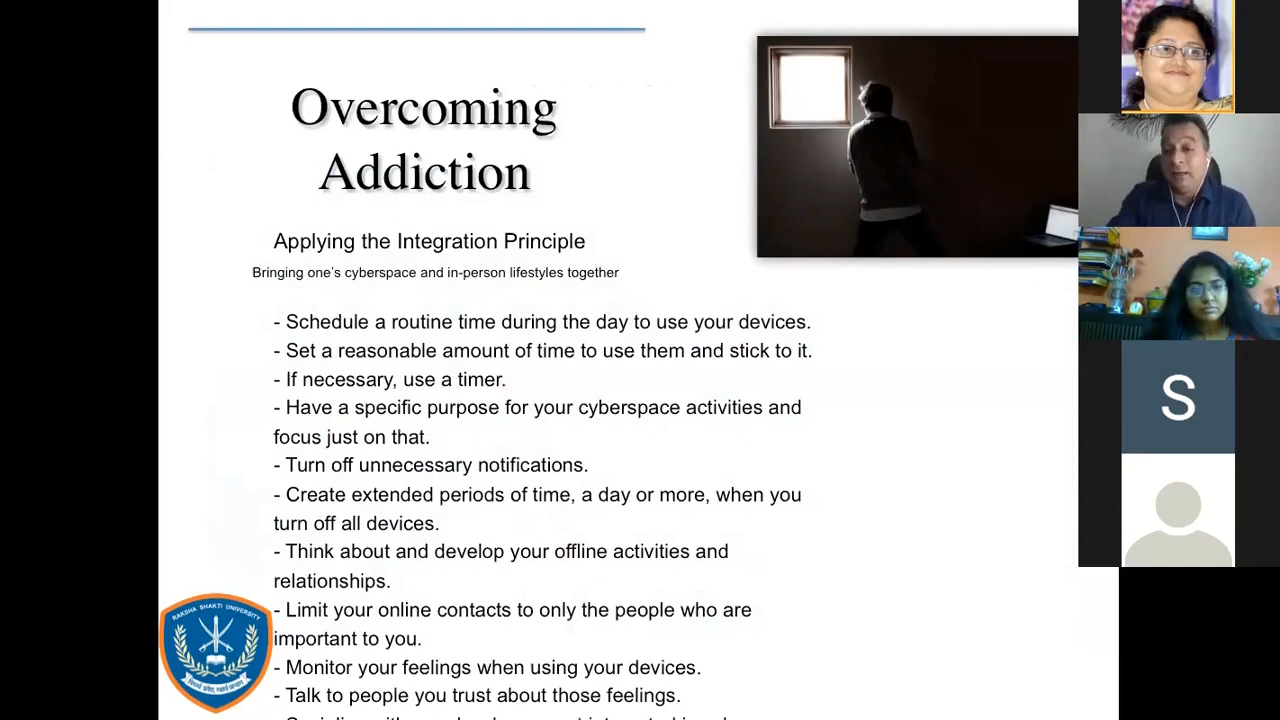 Overcoming
Addiction
Applying the Integration Principle
Bringing one's cyberspace and in-person lifestyles together
- Schedule a routine time during the day to use your devices.
- Set a reasonable amount of time to use them and stick to it.
- If necessary, use a timer.
- Have a specific purpose for your cyberspace activities and
focus just on that.
- Turn off unnecessary notifications.
- Create extended periods of time, a day or more, when you
turn off all devices.
- Think about and develop your offline activities and
relationships.
- Limit your online contacts to only the people who are
important to you.
- Monitor your feelings when using your devices.
- Talk to people you trust about those feelings.
RAKSHA SHAKTI UNIVERSITY
S